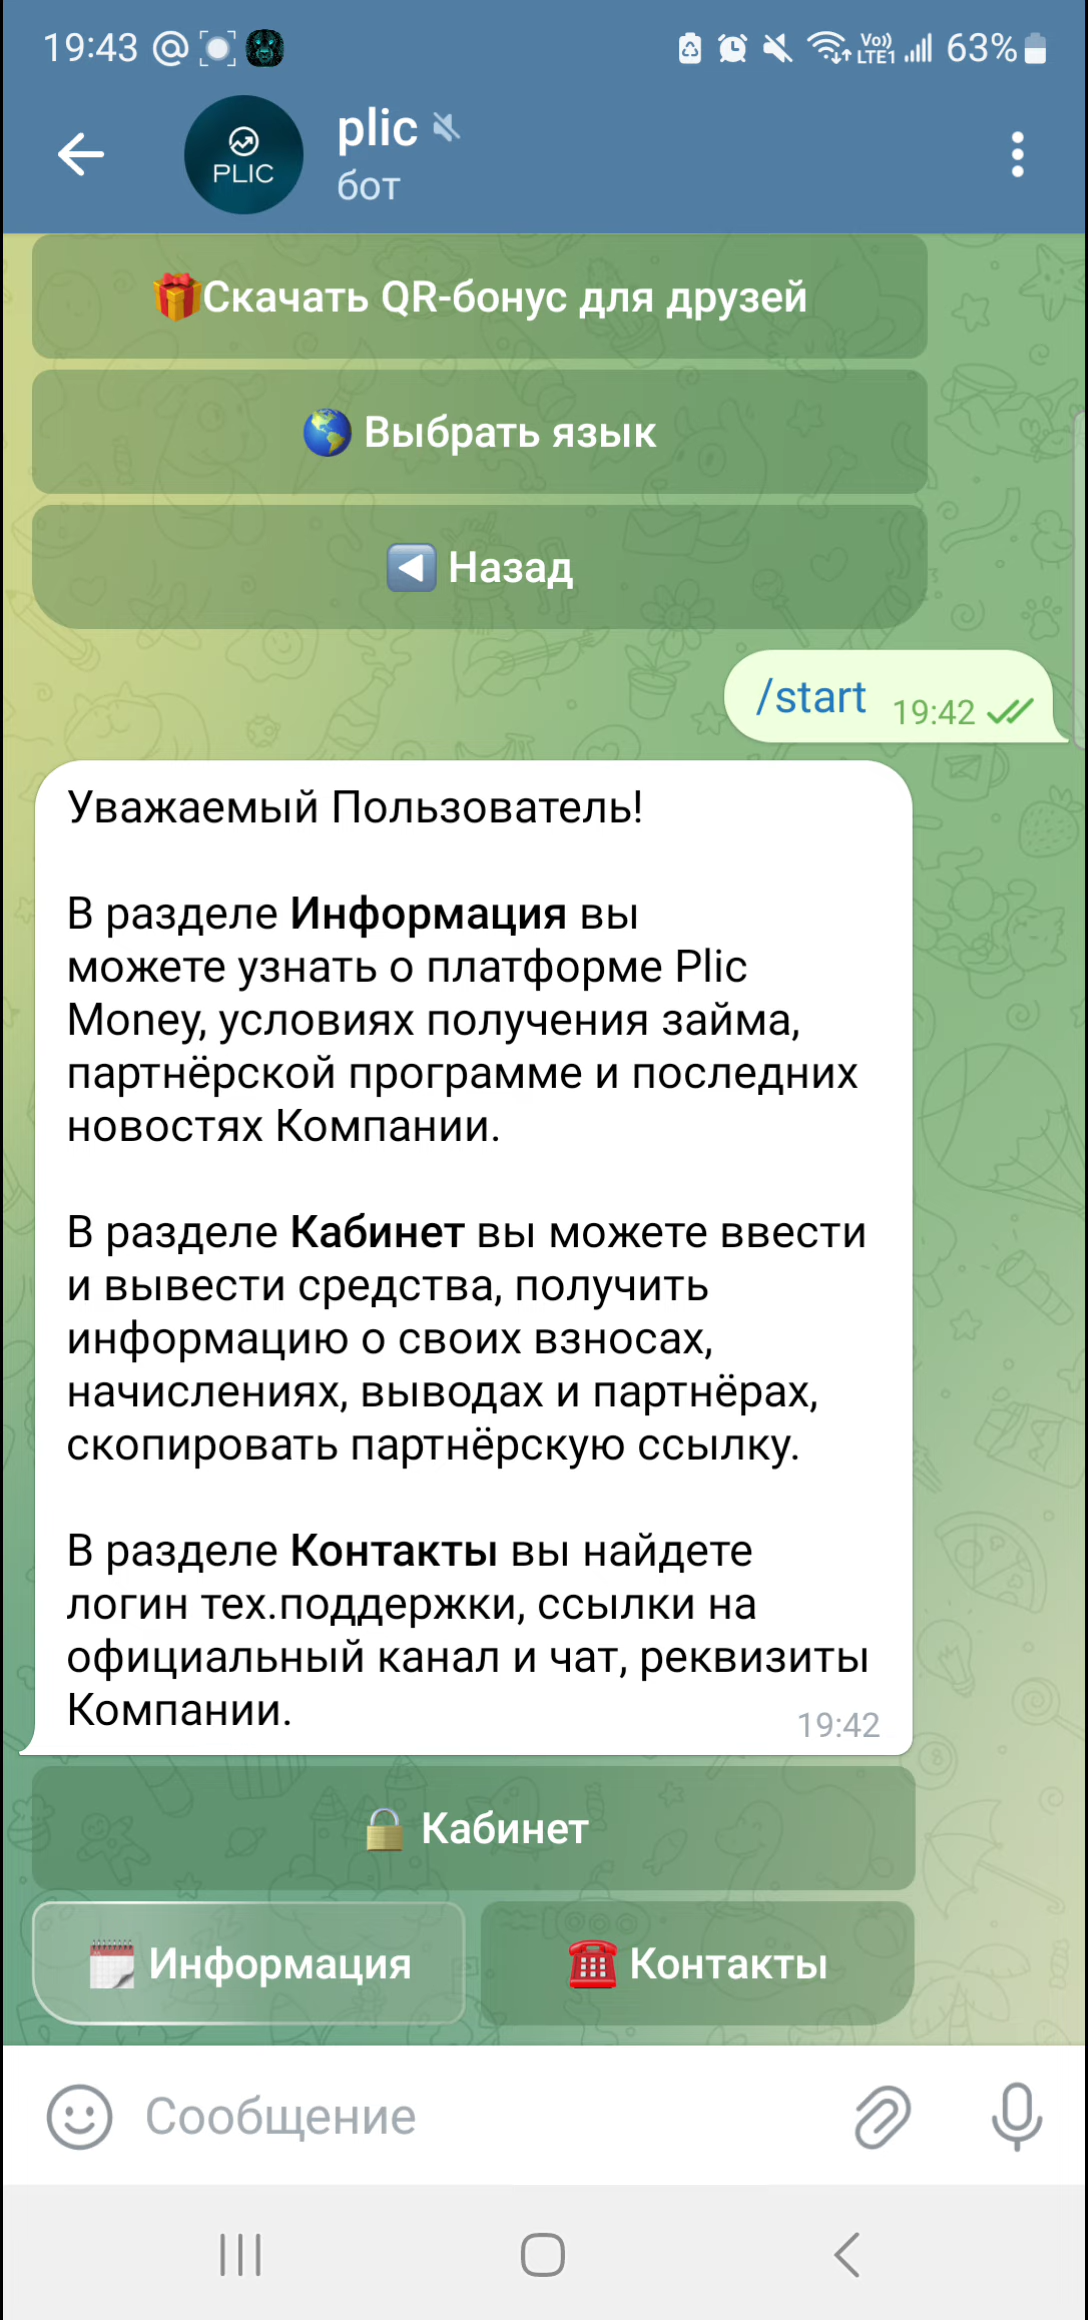 19:43
Vo))
LTE1
63%
PLIC
plic
бот
Скачать QR-бонус для друзей
Выбрать язык
Назад
/start
19:42
Уважаемый Пользователь!
В разделе Информация вы
можете узнать о платформе Plic
Money, условиях получения займа,
партнёрской программе и последних
новостях Компании.
В разделе Кабинет вы можете ввести
и вывести средства, получить
информацию о своих взносах,
начислениях, выводах и партнёрах,
скопировать партнёрскую ссылку.
В разделе Контакты вы найдете
логин тех.поддержки, ссылки на
официальный канал и чат, реквизиты
Компании.
19:42
Кабинет
Информация
Контакты
Сообщение